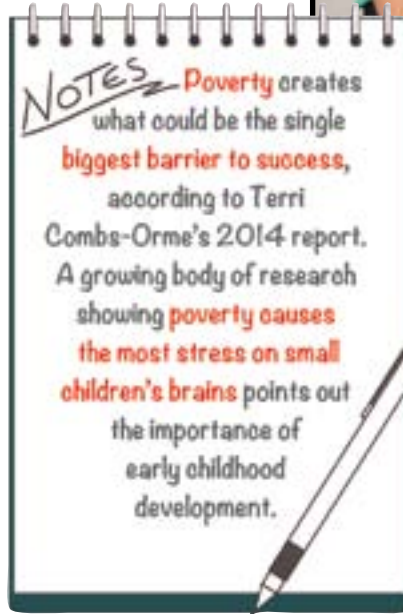 NOTES Poverty creates
what could be the single
biggest barrier to success,
according to Terri
Combs-Orme's 2014 report.
A growing body of research
showing poverty causes
the most stress on small
children's brains points out
the importance of
early childhood
development.